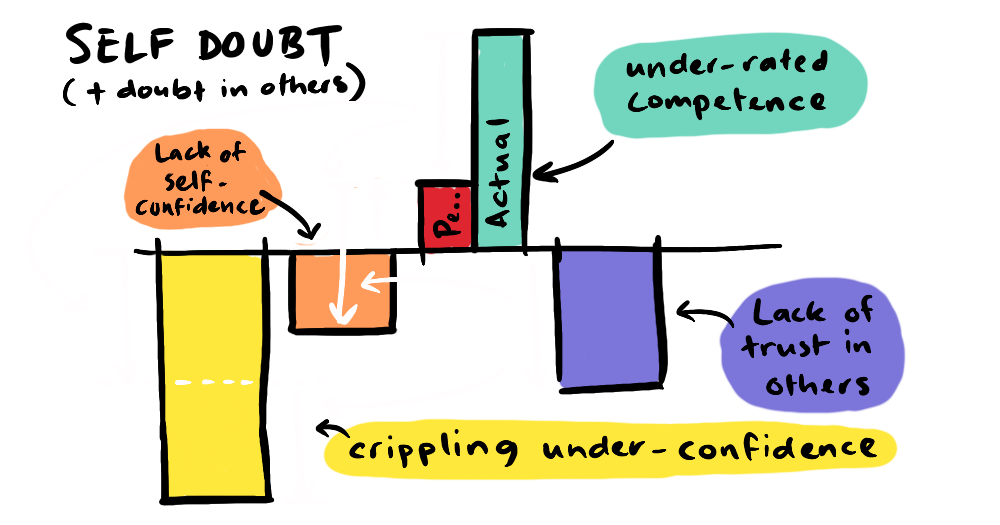 SELF DOUBT
(+ doubt in others)
under-rated
competence
Lack of
self-
confidence
Pe..
Actual
Lack of
trust in
others
crippling under-confidence